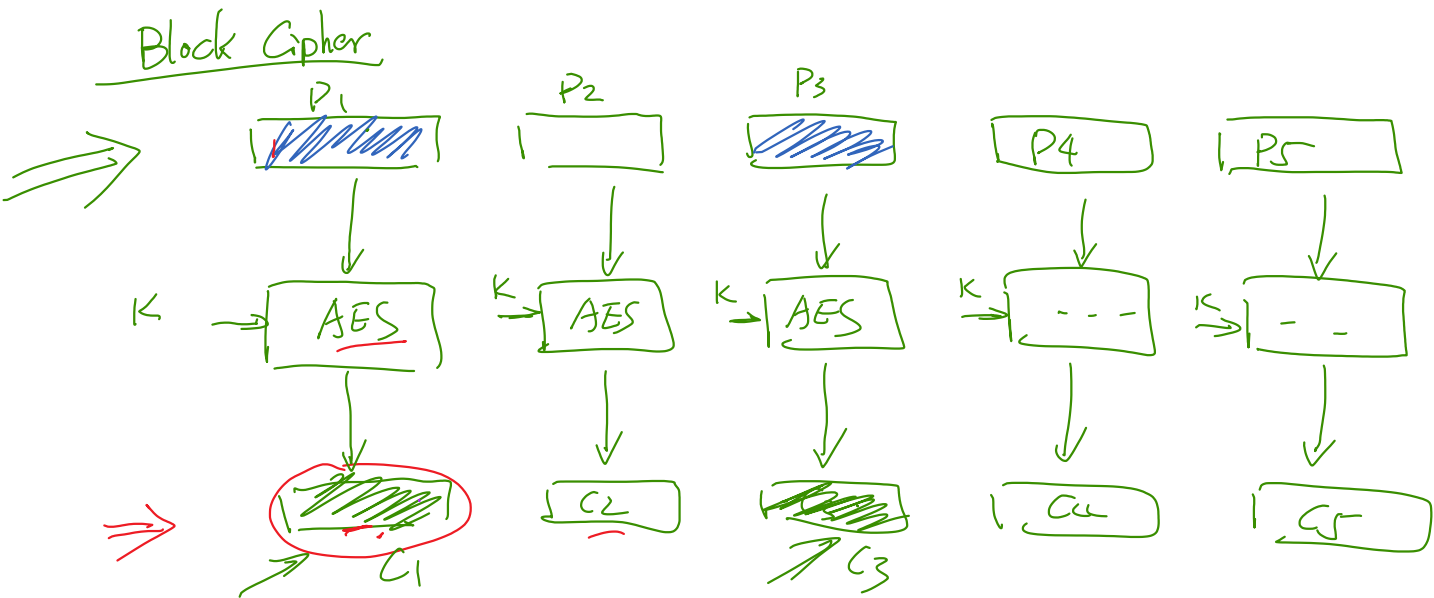 Block Cipher
P1 P2 P3
P4 P5
K AES K AES K AES K - - - K - -
C2 C4 C5
C1 C3